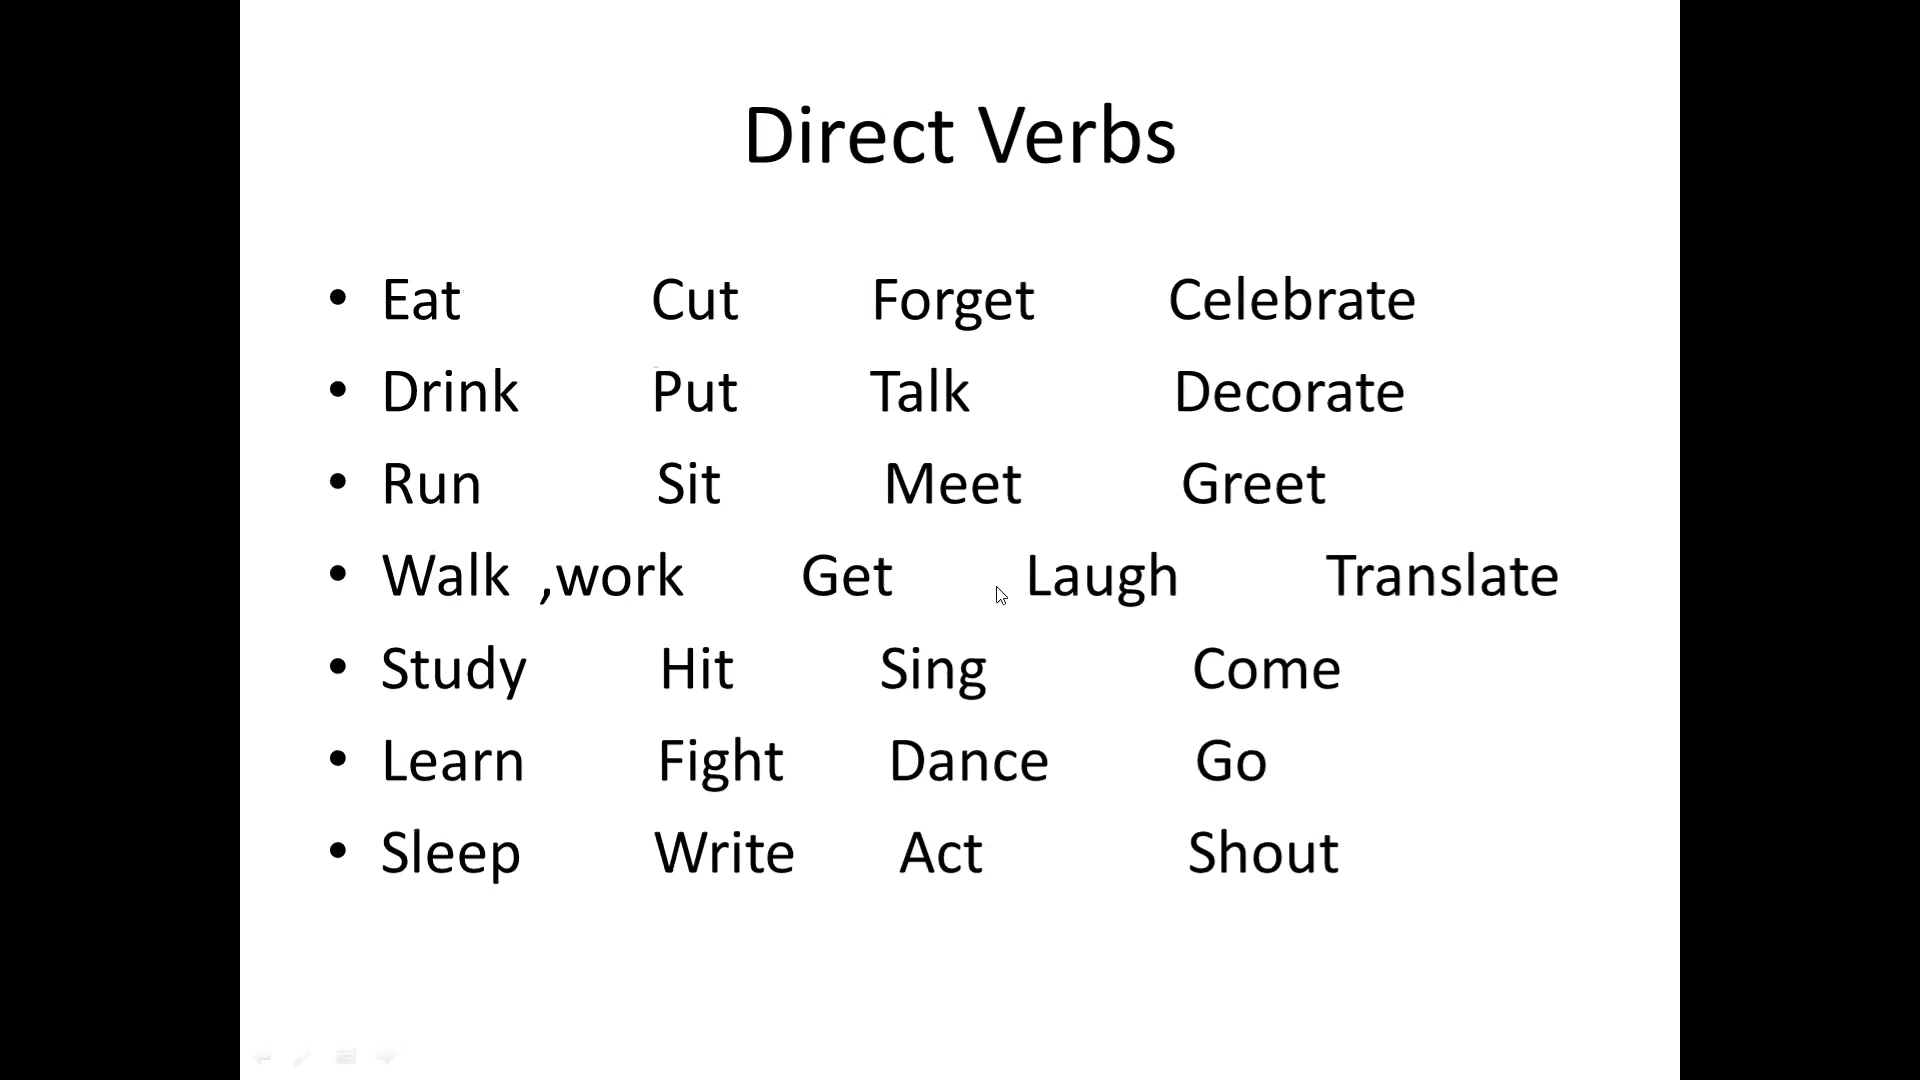 Direct Verbs
• Eat Cut Forget Celebrate
• Drink Put Talk Decorate
• Run Sit Meet Greet
• Walk ,work Get Laugh Translate
• Study Hit Sing Come
• Learn Fight Dance Go
• Sleep Write Act Shout